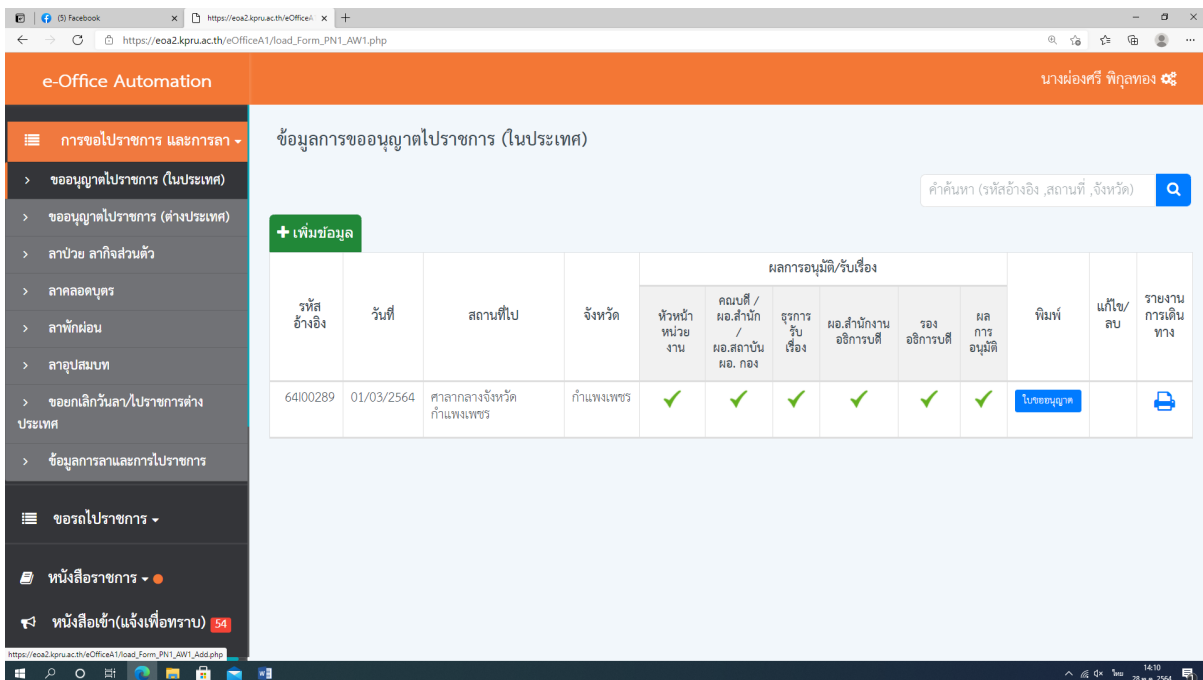 (5) Facebook
https://eoa2.kpru.ac.th/eOfficeA
https://eoa2.kpru.ac.th/eOfficeA1/load_Form_PN1_AW1.php
e-Office Automation
นางผ่องศรี พิกุลทอง
การขอไปราชการ และการลา
ขออนุญาตไปราชการ (ในประเทศ)
ขออนุญาตไปราชการ (ต่างประเทศ)
ลาป่วย ลากิจส่วนตัว
ลาคลอดบุตร
ลาพักผ่อน
ลาอุปสมบท
ขอยกเลิกวันลา/ไปราชการต่าง
ประเทศ
ข้อมูลการลาและการไปราชการ
ขอรถไปราชการ
หนังสือราชการ
หนังสือเข้า(แจ้งเพื่อทราบ) 54
ข้อมูลการขออนุญาตไปราชการ (ในประเทศ)
คำค้นหา (รหัสอ้างอิง ,สถานที่ ,จังหวัด)
เพิ่มข้อมูล
รหัส
อ้างอิง
วันที่
สถานที่ไป
จังหวัด
ผลการอนุมัติ/รับเรื่อง
หัวหน้า
หน่วย
งาน
คณบดี /
ผอ.สำนัก
/
ผอ.สถาบัน
ผอ. กอง
ธุรการ
รับ
เรื่อง
ผอ.สำนักงาน
อธิการบดี
รอง
อธิการบดี
ผล
การ
อนุมัติ
พิมพ์
แก้ไข/
ลบ
รายงาน
การเดิน
ทาง
64I00289 01/03/2564 ศาลากลางจังหวัด กำแพงเพชร ใบขออนุญาต
กำแพงเพชร
https://eoa2.kpru.ac.th/eOfficeA1/load_Form_PN1_AW1_Add.php
ไทย
14:10
2564